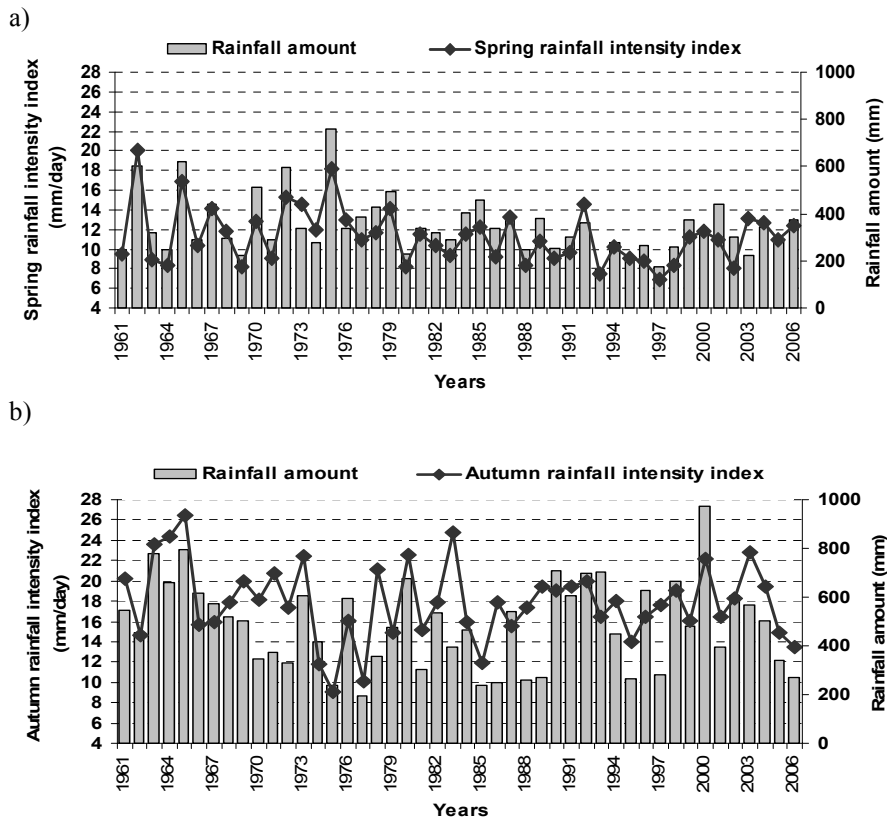 a)
Rainfall amount Spring rainfall intensity index
Spring rainfall intensity index
(mm/day)
28
26
24
22
20
18
16
14
12
10
8
6
4
1000
800
600
400
200
0
Rainfall amount (mm)
1961 1964 1967 1970 1973 1976 1979 1982 1985 1988 1991 1994 1997 2000 2003 2006
Years
b)
Rainfall amount Autumn rainfall intensity index
Autumn rainfall intensity index
(mm/day)
28
26
24
22
20
18
16
14
12
10
8
6
4
1000
800
600
400
200
0
Rainfall amount (mm)
1961 1964 1967 1970 1973 1976 1979 1982 1985 1988 1991 1994 1997 2000 2003 2006
Years